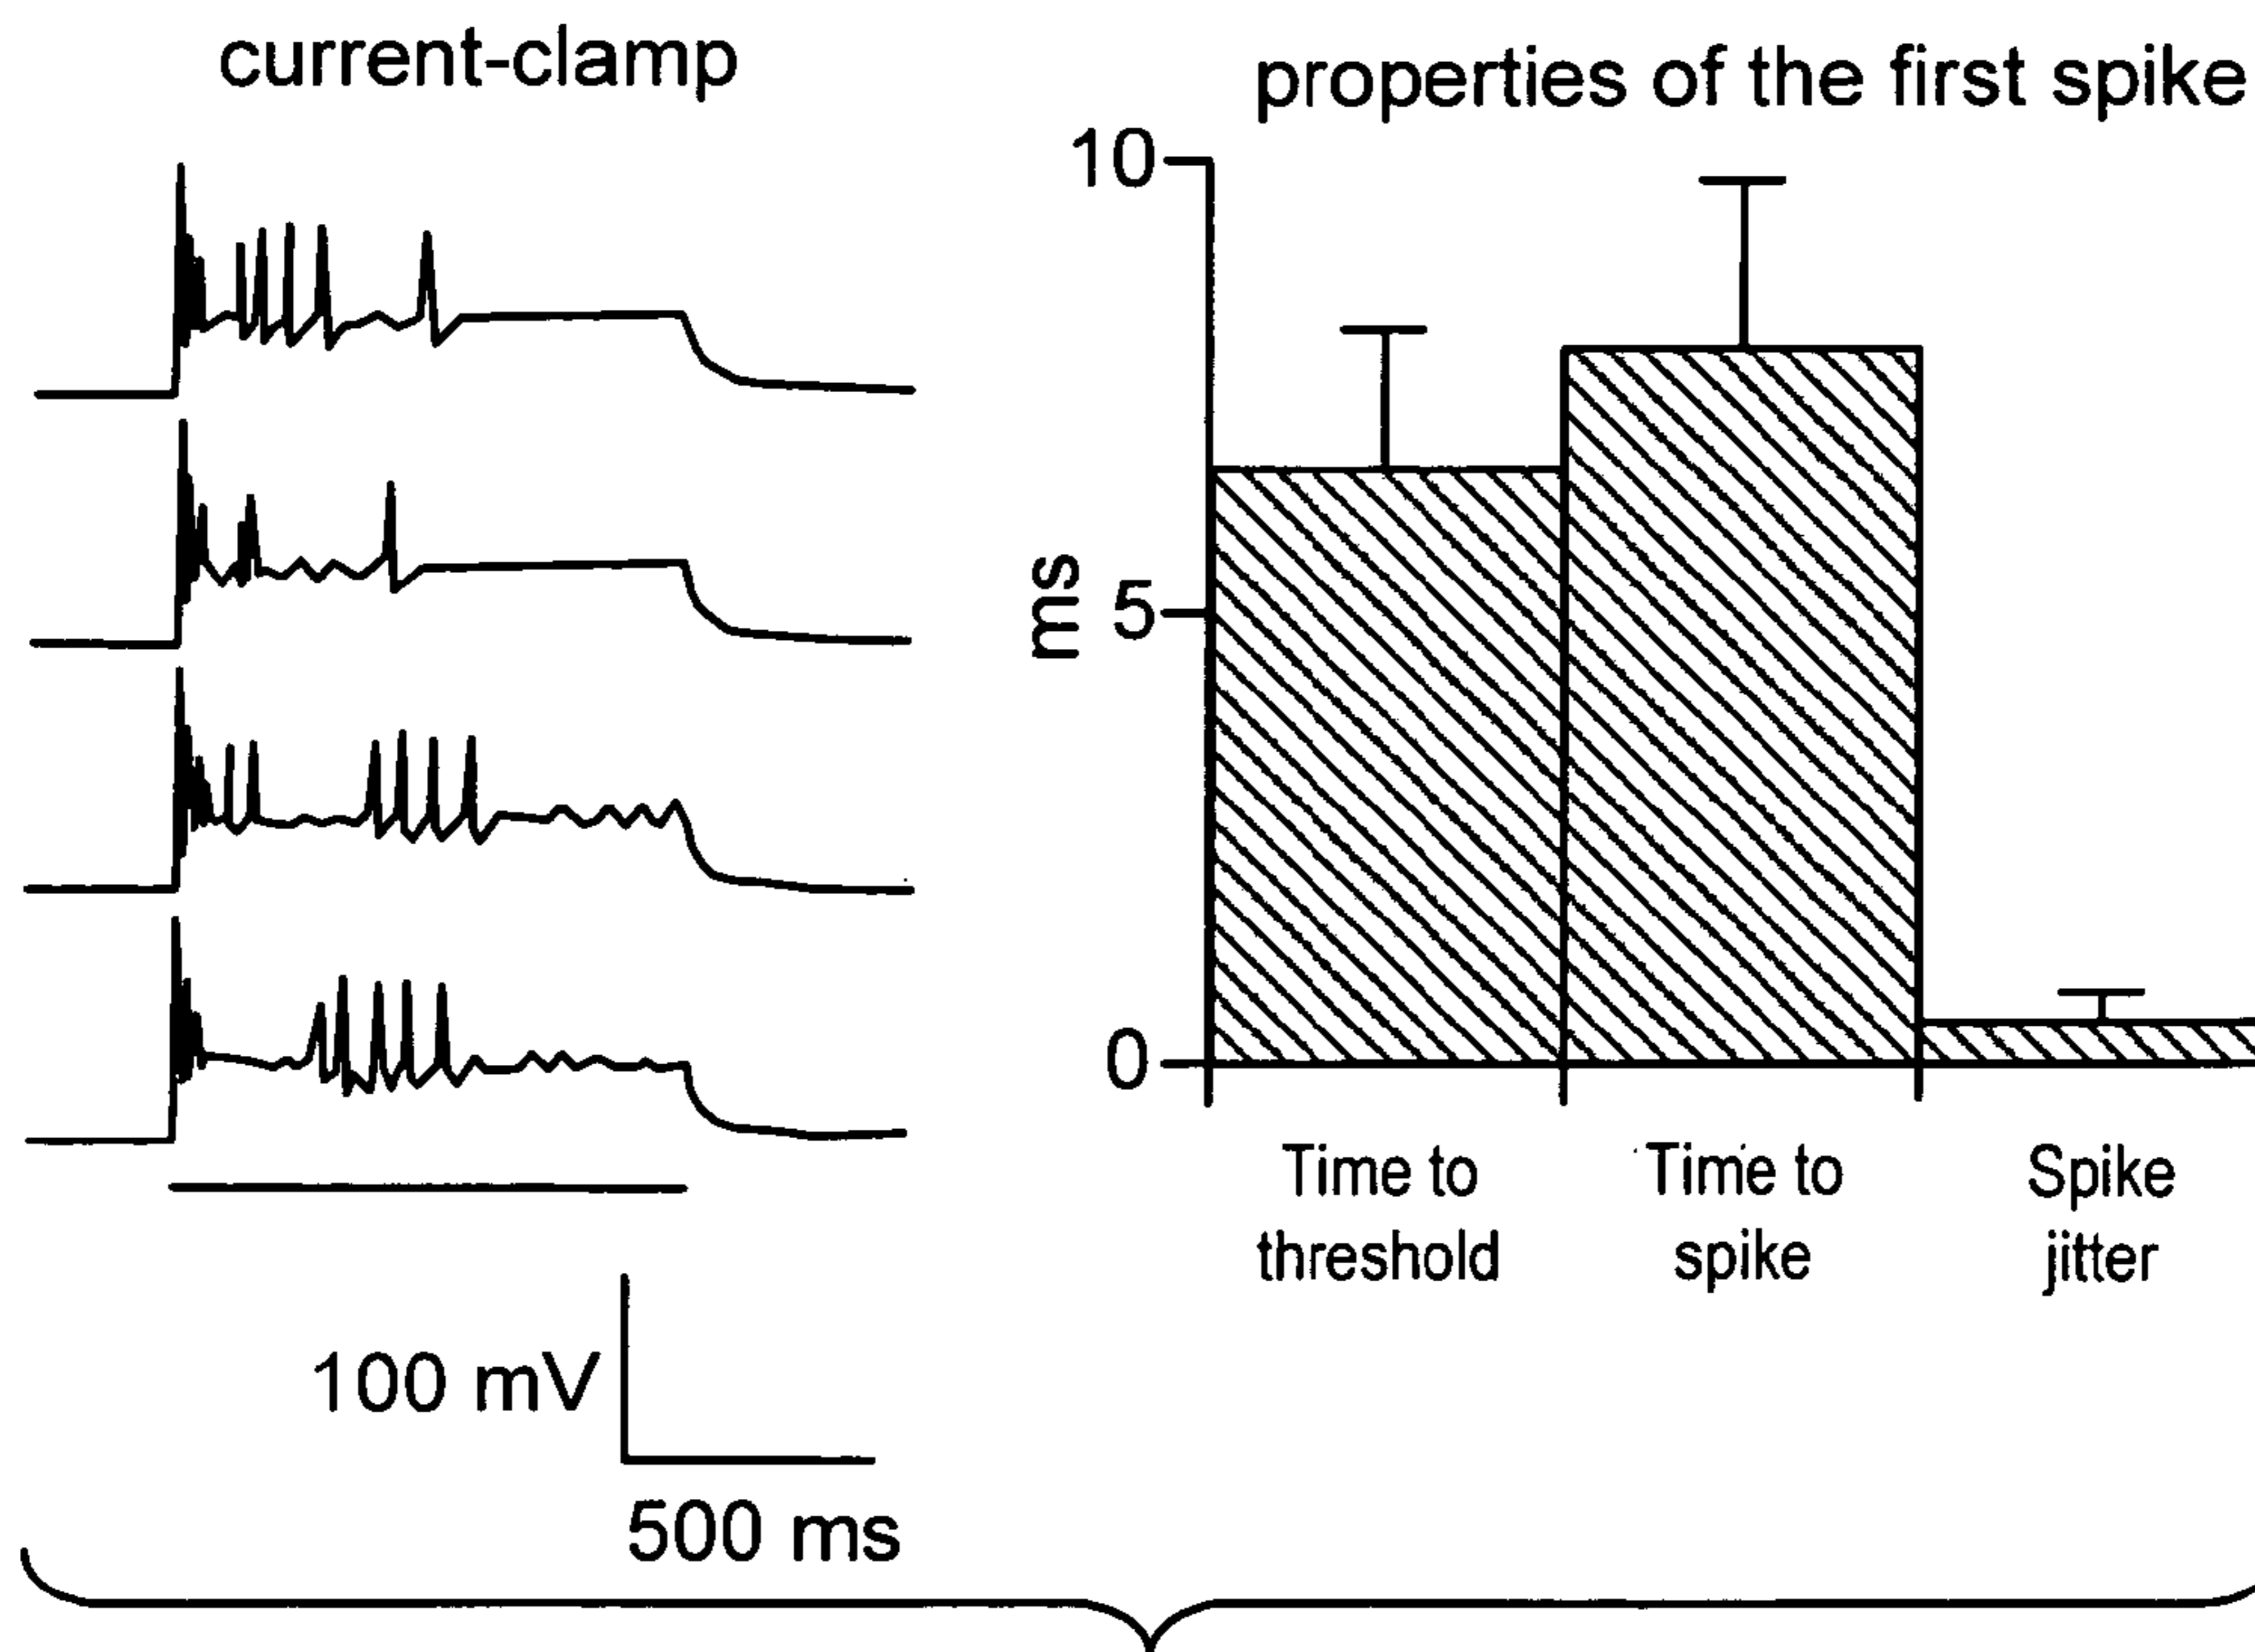 current-clamp
properties of the first spike
10
ms
5
0
Time to
threshold
Time to
spike
Spike
jitter
100 mV
500 ms